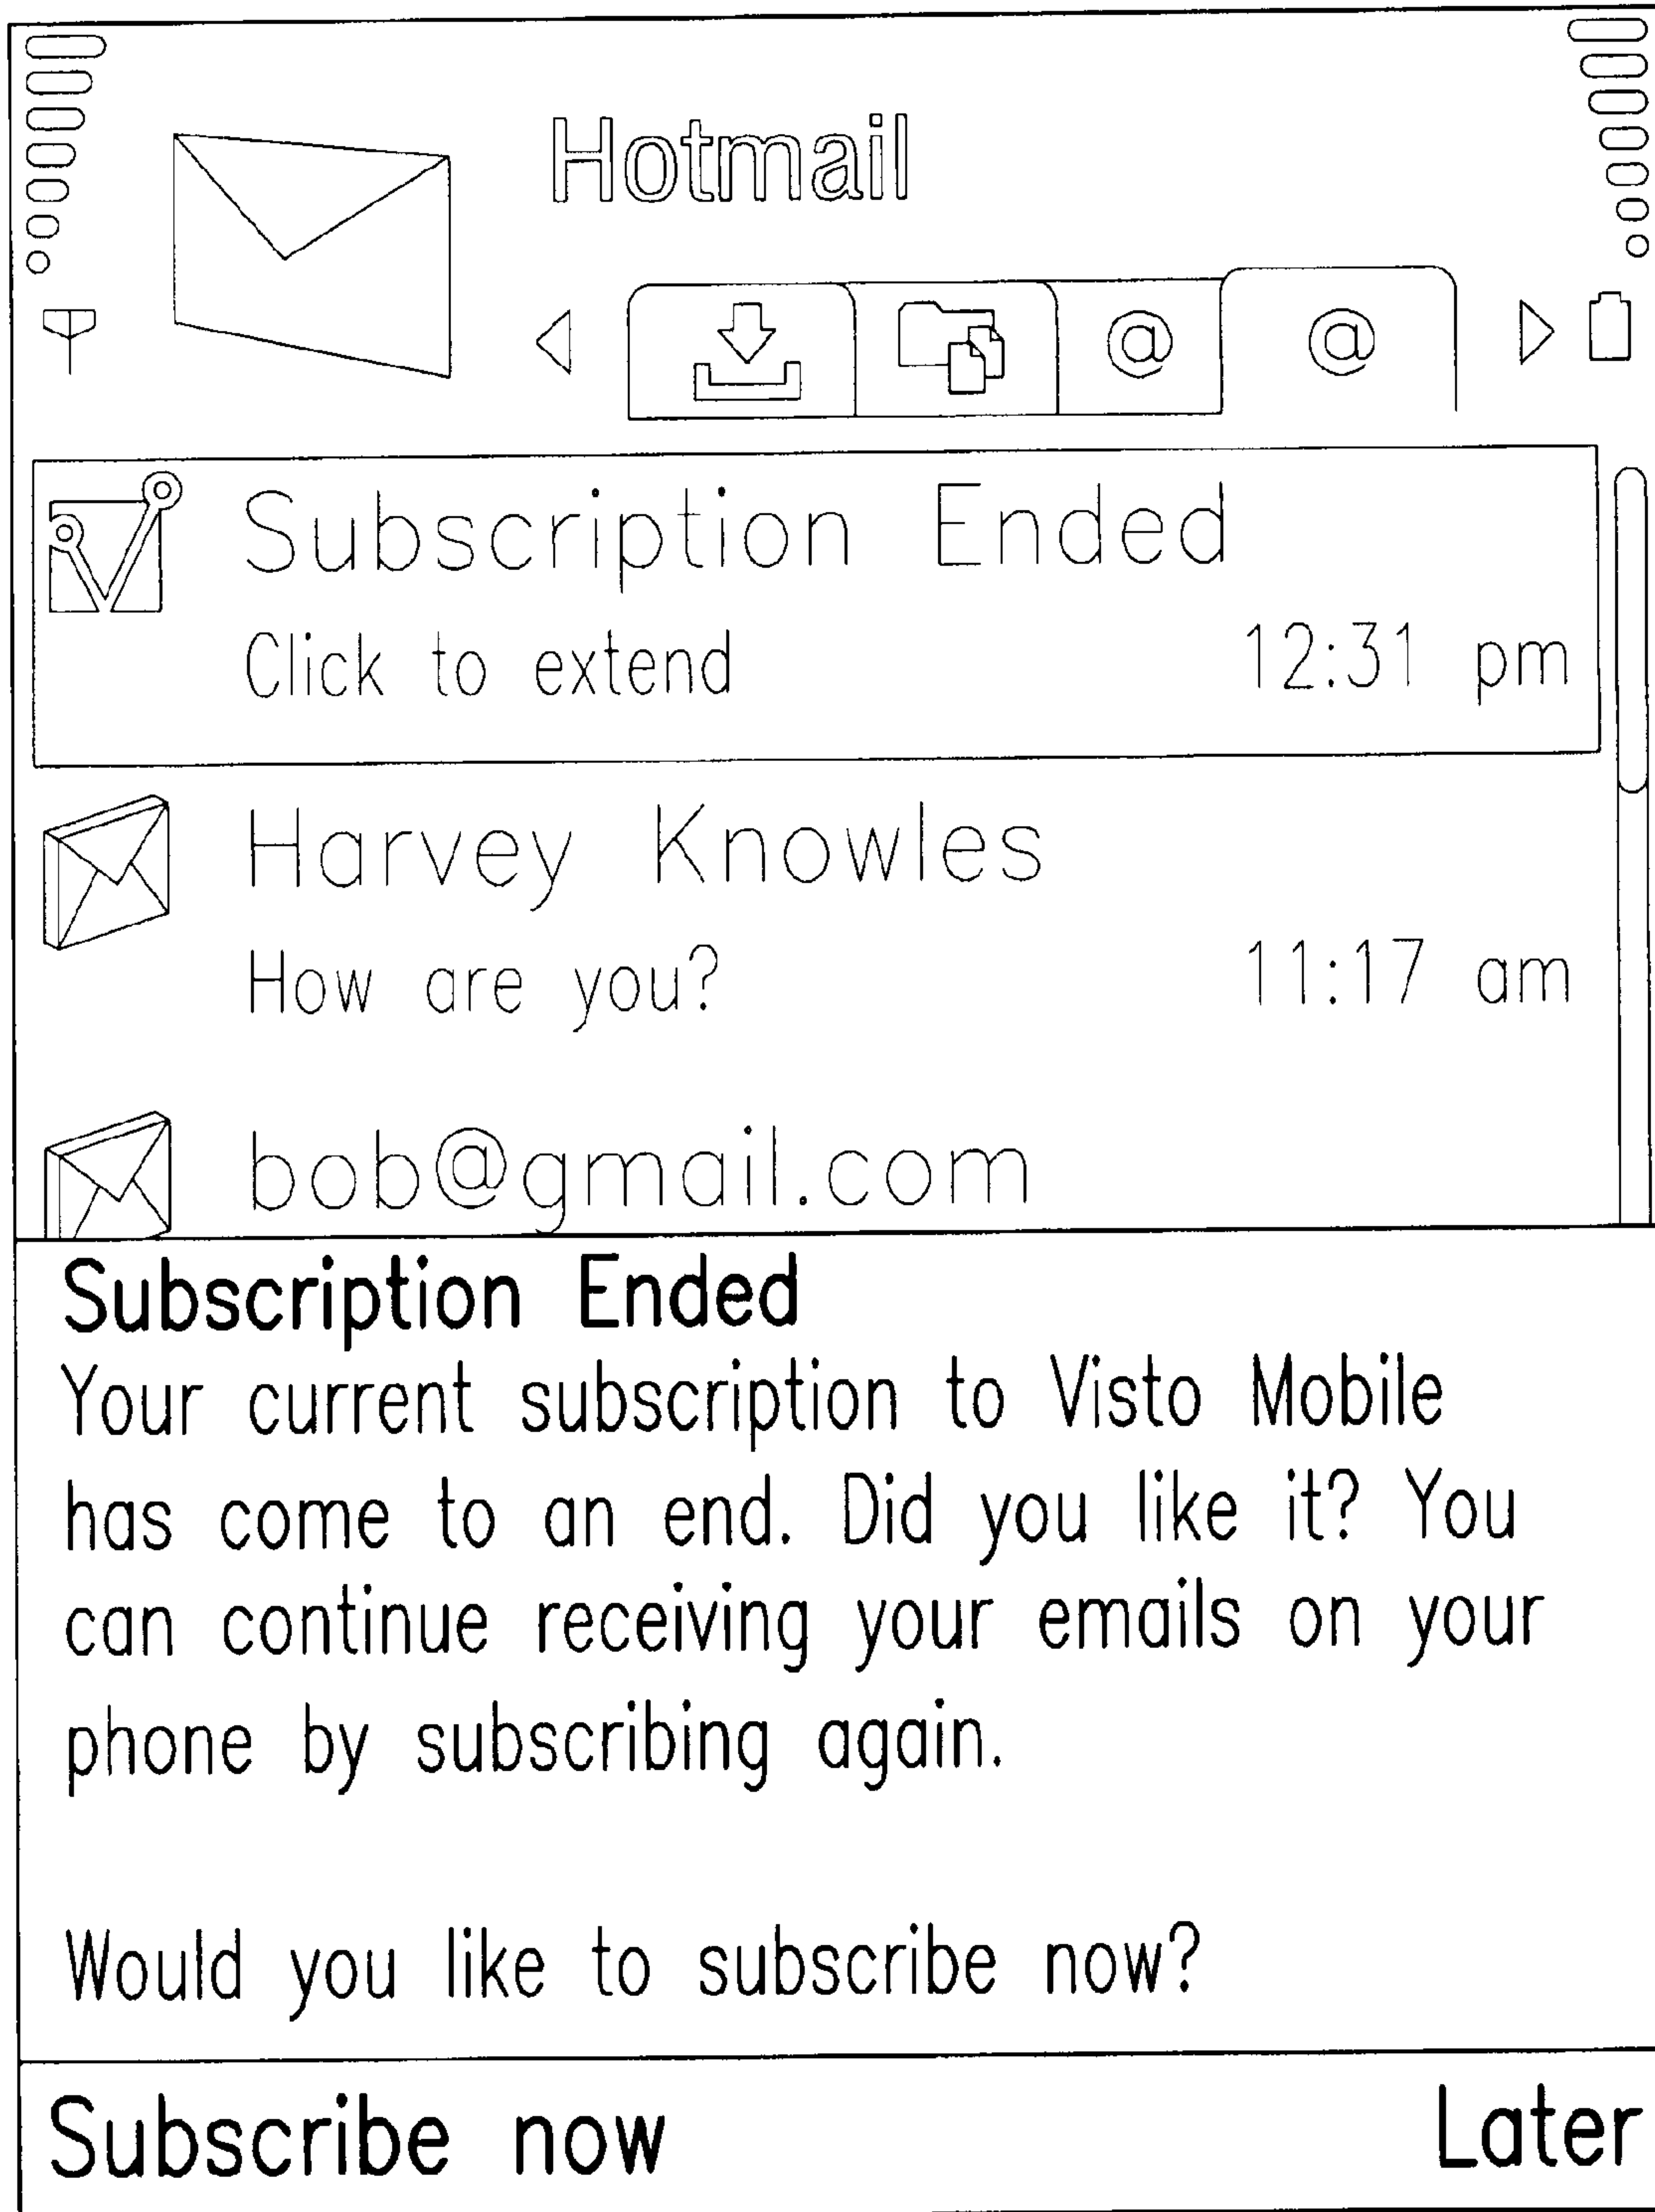 Hotmail
@ @
Subscription Ended
Click to extend 12:31 pm
Harvey Knowles
How are you? 11:17 am
bob@gmail.com
Subscription Ended
Your current subscription to Visto Mobile
has come to an end. Did you like it? You
can continue receiving your emails on your
phone by subscribing again.
Would you like to subscribe now?
Subscribe now Later